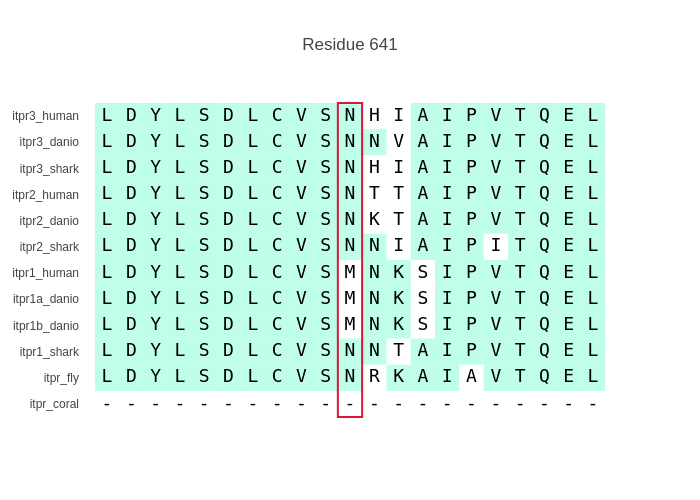 Residue 641
itpr3_human L D Y L S D L C V S N H I A I P V T Q E L
itpr3_danio L D Y L S D L C V S N N V A I P V T Q E L
itpr3_shark L D Y L S D L C V S N H I A I P V T Q E L
itpr2_human L D Y L S D L C V S N T T A I P V T Q E L
itpr2_danio L D Y L S D L C V S N K T A I P V T Q E L
itpr2_shark L D Y L S D L C V S N N I A I P I T Q E L
itpr1_human L D Y L S D L C V S M N K S I P V T Q E L
itpr1a_danio L D Y L S D L C V S M N K S I P V T Q E L
itpr1b_danio L D Y L S D L C V S M N K S I P V T Q E L
itpr1_shark L D Y L S D L C V S N N T A I P V T Q E L
itpr_fly L D Y L S D L C V S N R K A I A V T Q E L
itpr_coral - - - - - - - - - - - - - - - - - - - - -